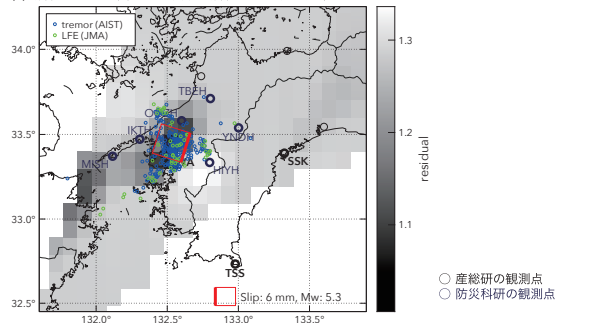 tremor (AIST)
LFE (JMA)
34.0°
33.5°
33.0°
32.5°
132.0°
132.5°
133.0°
133.5°
TBEH
IKTH
YNDH
MISH
HIYH
SSK
TSS
Slip: 6 mm, Mw: 5.3
1.3
1.2
1.1
residual
産総研の観測点
防災科研の観測点